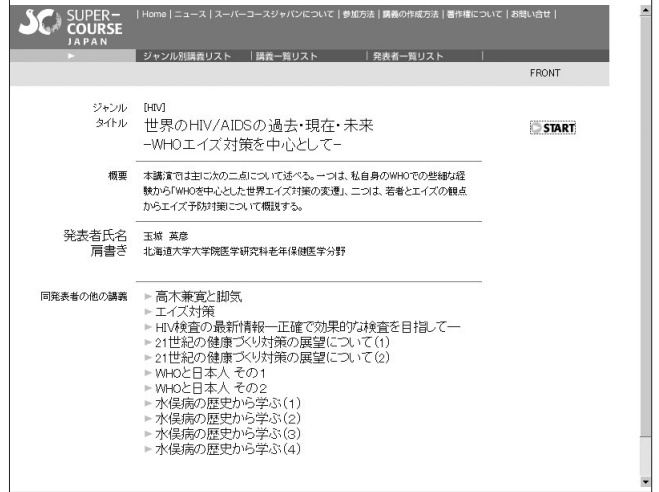 SUPER-
COURSE
JAPAN
| Home | ニュース | スーパーコースジャパンについて | 参加方法 | 講義の作成方法 | 著作権について | お問い合せ |
ジャンル別講義リスト | 講義一覧リスト | 発表者一覧リスト |
FRONT
ジャンル [HIV]
タイトル 世界のHIV/AIDSの過去・現在・未来
-WHOエイズ対策を中心として-
START
概要 本講演では主に次の二点について述べる。一つは、私自身のWHOでの些細な経
験から「WHOを中心とした世界エイズ対策の変遷」、二つは、若者とエイズの観点
からエイズ予防対策について概説する。
発表者氏名 玉城 英彦
肩書き 北海道大学大学院医学研究科老年保健医学分野
同発表者の他の講義 高木兼寛と脚気
エイズ対策
HIV検査の最新情報―正確で効果的な検査を目指して―
21世紀の健康づくり対策の展望について(1)
21世紀の健康づくり対策の展望について(2)
WHOと日本人 その1
WHOと日本人 その2
水俣病の歴史から学ぶ(1)
水俣病の歴史から学ぶ(2)
水俣病の歴史から学ぶ(3)
水俣病の歴史から学ぶ(4)